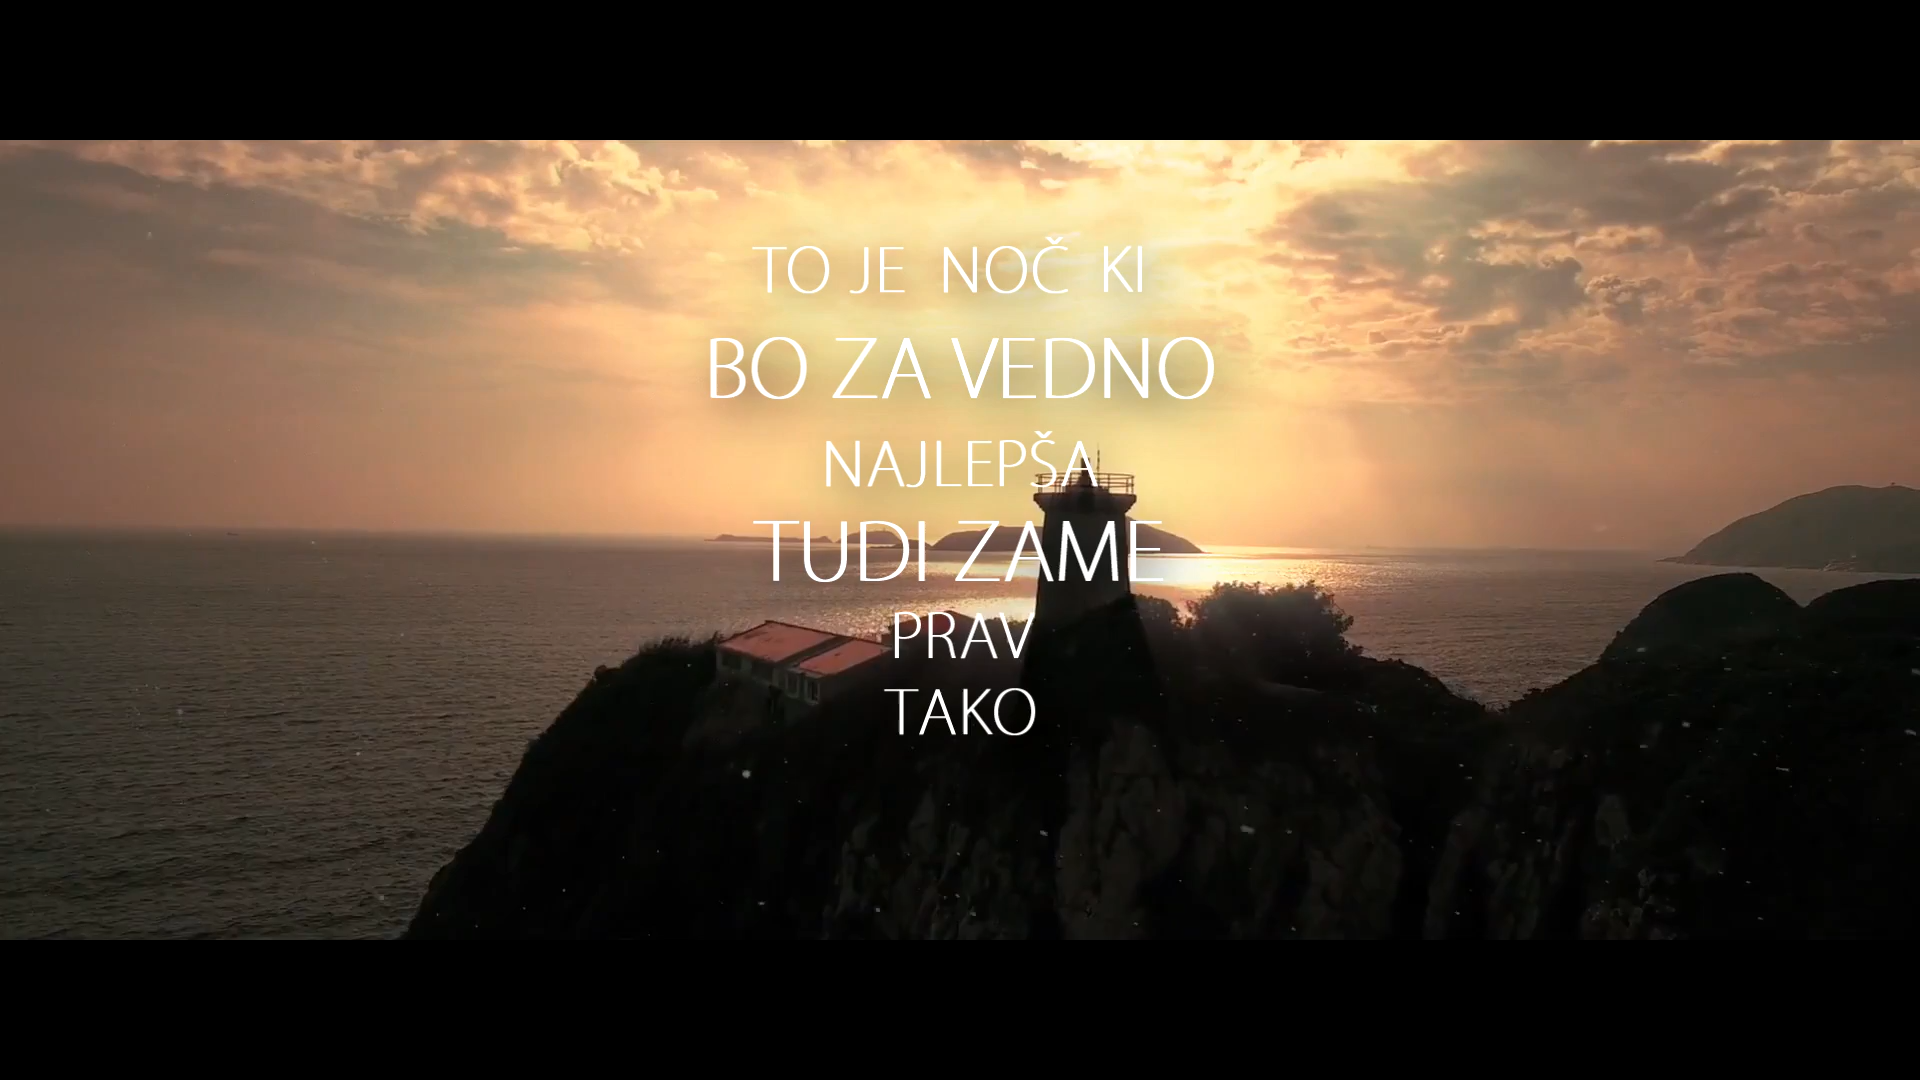 TO JE NOČ KI
BO ZA VEDNO
NAJLEPŠA
TUDI ZAME
PRAV
TAKO